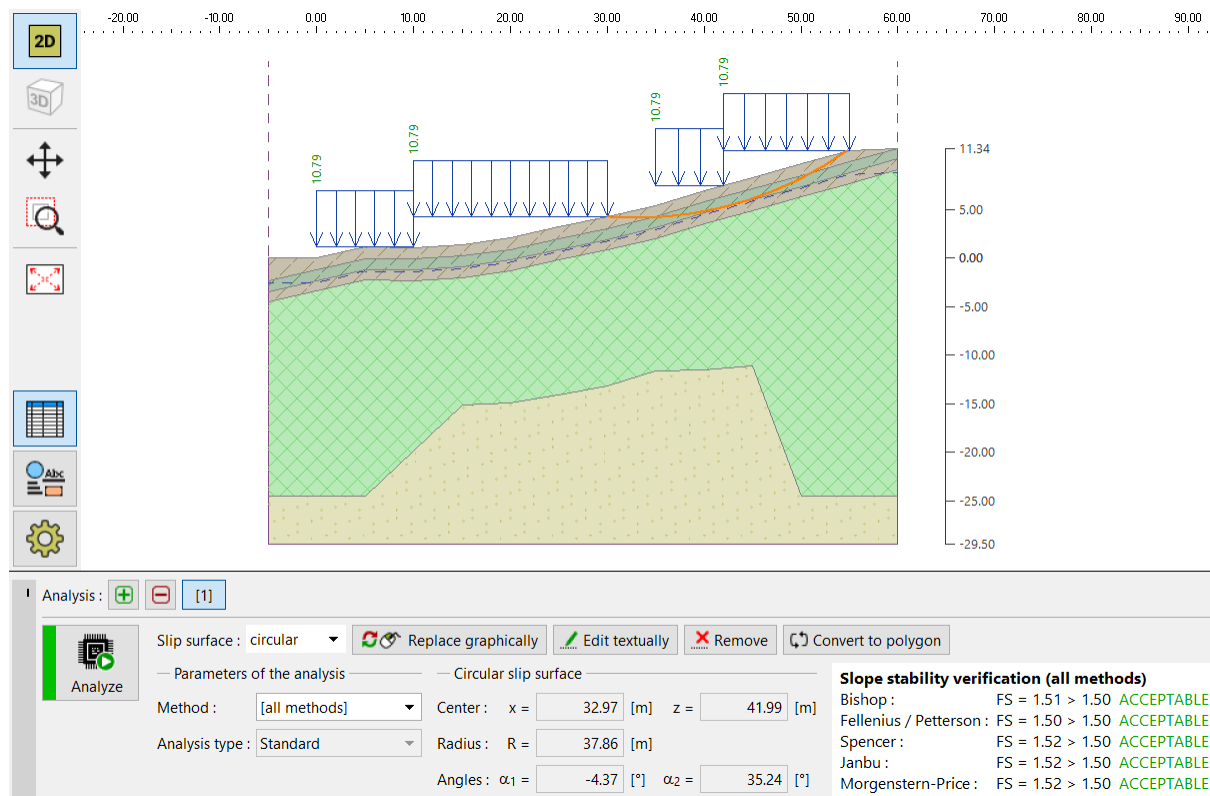 2D
-20.00 -10.00 0.00 10.00 20.00 30.00 40.00 50.00 60.00 70.00 80.00 90.00
3D
10.79
10.79
10.79
10.79
11.34
5.00
0.00
-5.00
-10.00
-15.00
-20.00
-25.00
-29.50
Abc
Analysis : [1]
Analyze
Slip surface : circular Replace graphically Edit textually Remove Convert to polygon
Parameters of the analysis
Method : [all methods]
Analysis type : Standard
Circular slip surface
Center : x = 32.97 [m] z = 41.99 [m]
Radius : R = 37.86 [m]
Angles : α1 = -4.37 [°] α2 = 35.24 [°]
Slope stability verification (all methods)
Bishop : FS = 1.51 > 1.50 ACCEPTABLE
Fellenius / Petterson : FS = 1.50 > 1.50 ACCEPTABLE
Spencer : FS = 1.52 > 1.50 ACCEPTABLE
Janbu : FS = 1.52 > 1.50 ACCEPTABLE
Morgenstern-Price : FS = 1.52 > 1.50 ACCEPTABLE